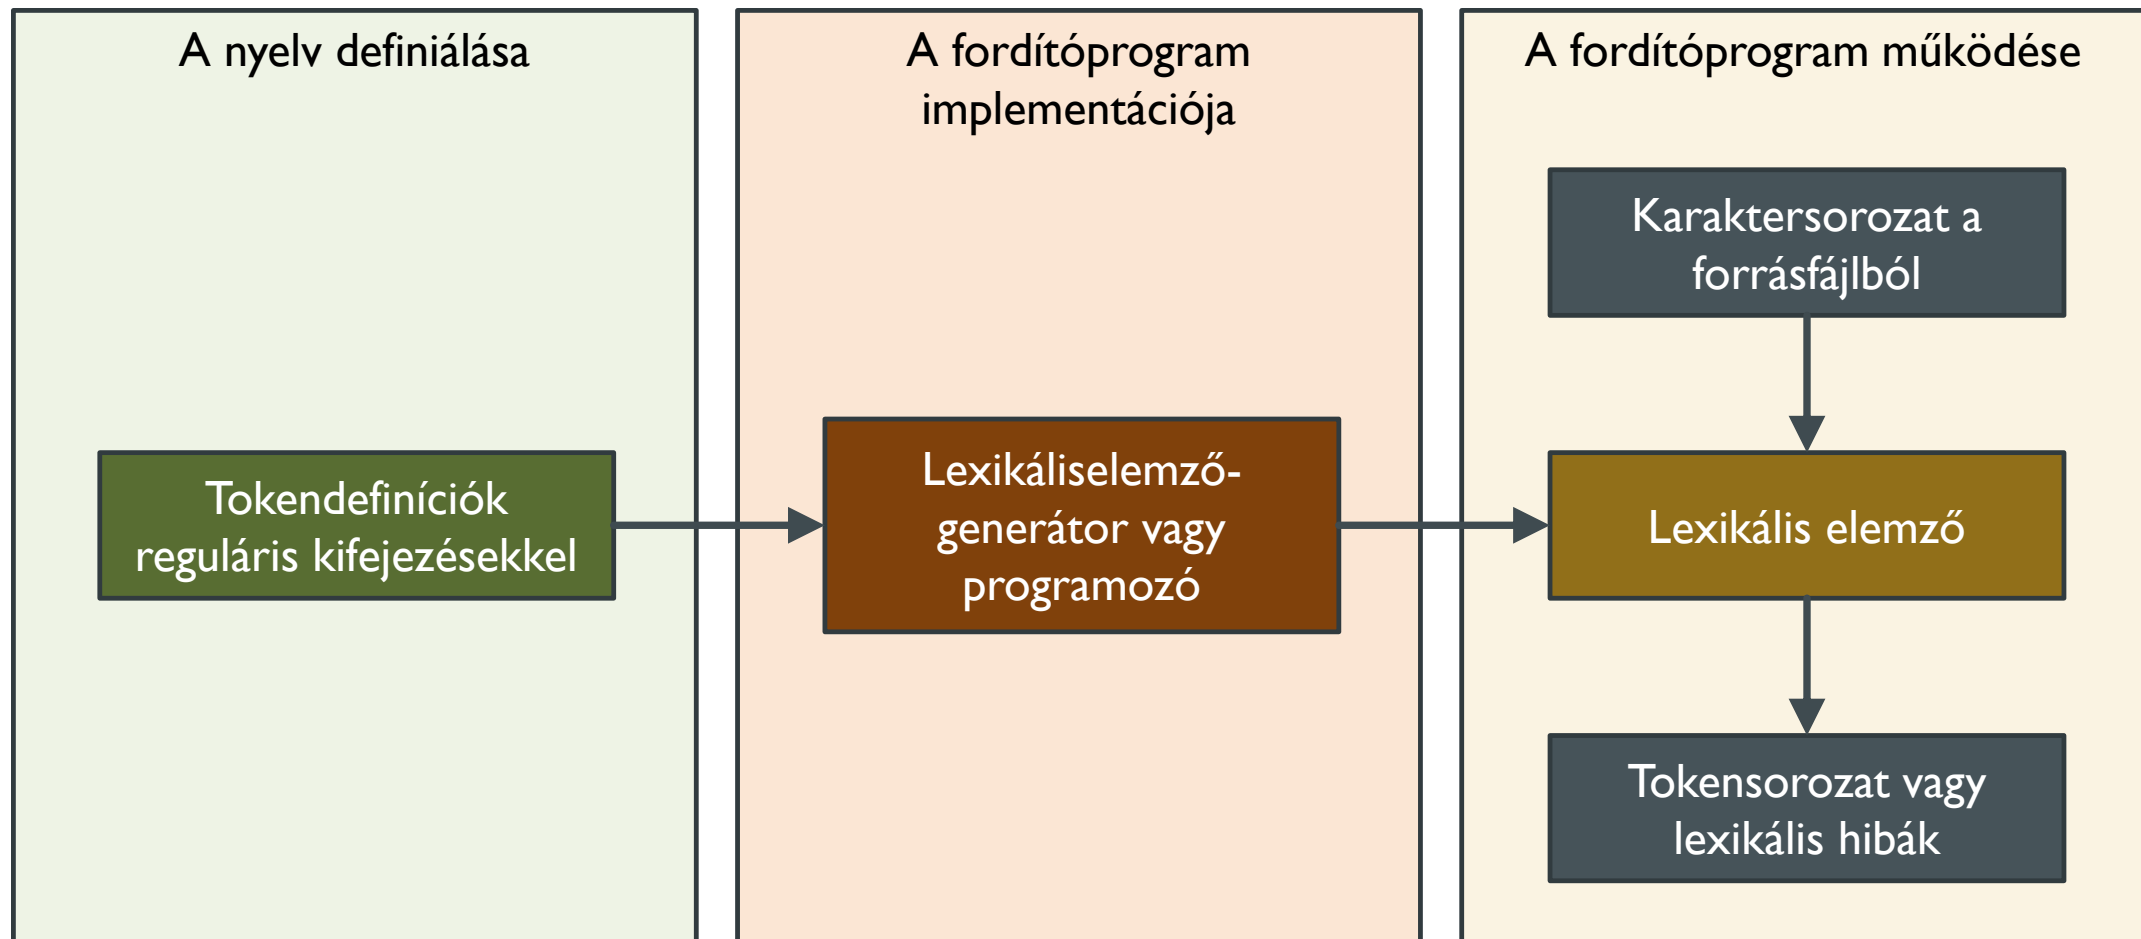 A nyelv definiálása
Tokendefiníciók
reguláris kifejezésekkel
A fordítóprogram
implementációja
Lexikáliselemző-
generátor vagy
programozó
A fordítóprogram működése
Karaktersorozat a
forrásfájlból
Lexikális elemző
Tokensorozat vagy
lexikális hibák